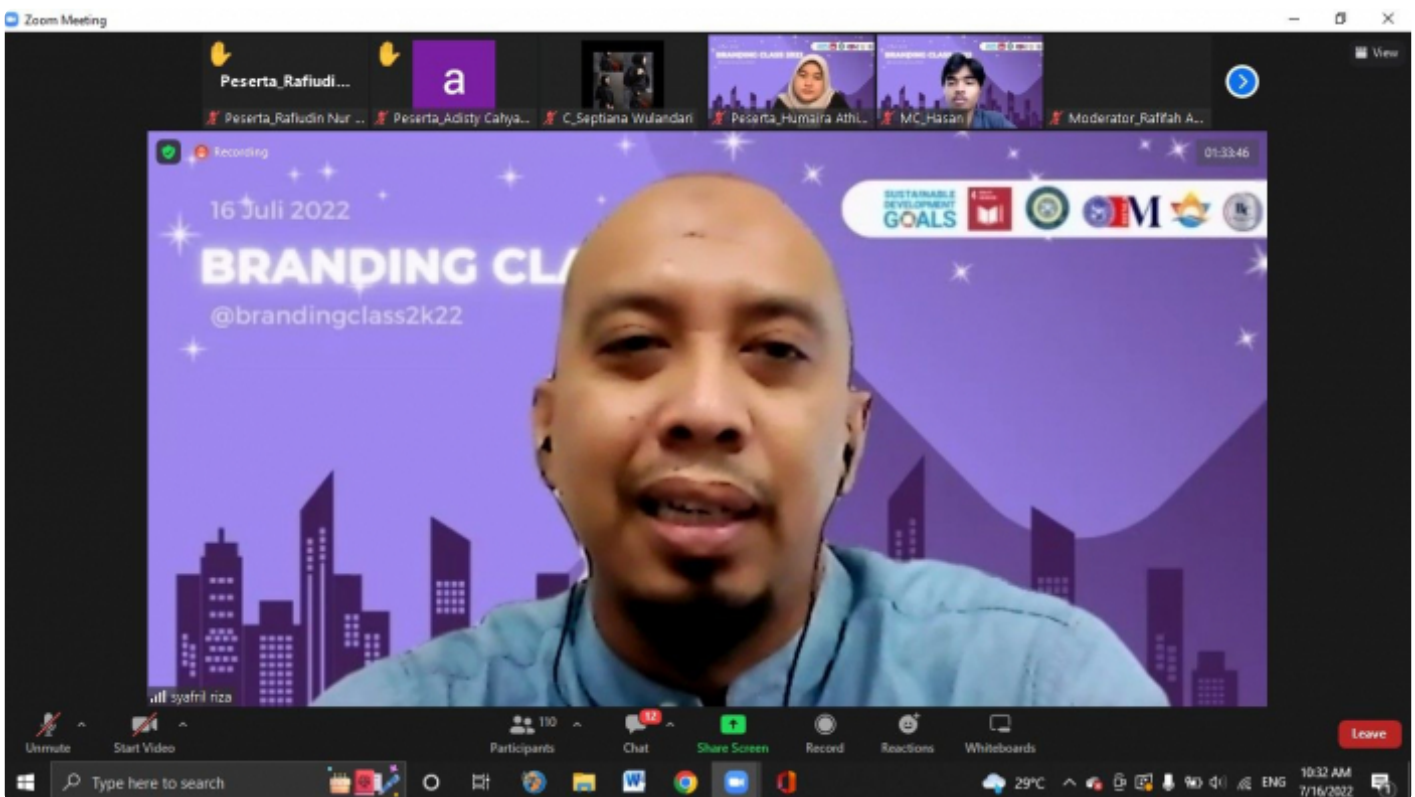 Zoom Meeting
View
Peserta_Rafiudi...
a
Peserta_Rafiudin Nur ...
Peserta_Adisty Cahya...
C_Septiana Wulandari
Peserta_Humaira Athi...
MC_Hasan
Moderator_Rafifah A...
Recording
01:33:46
16 Juli 2022
SUSTAINABLE
DEVELOPMENT
GOALS
BRANDING CLA
@brandingclass2k22
syafril riza
110
12
Unmute
Start Video
Participants
Chat
Share Screen
Record
Reactions
Whiteboards
Leave
Type here to search
29°C
ENG
10:32 AM
7/16/2022